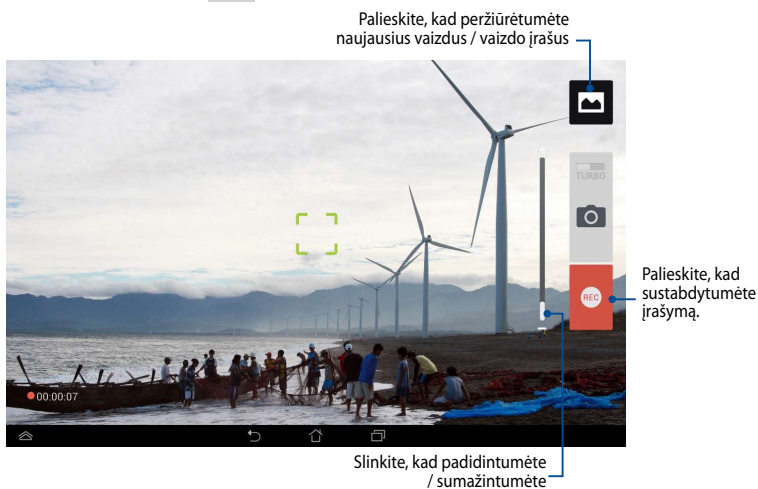 Palieskite, kad peržiūrėtumėte
naujausius vaizdus / vaizdo įrašus
TURBO
REC
Palieskite, kad
sustabdytumėte
įrašymą.
00:00:07
Slinkite, kad padidintumėte
/ sumažintumėte